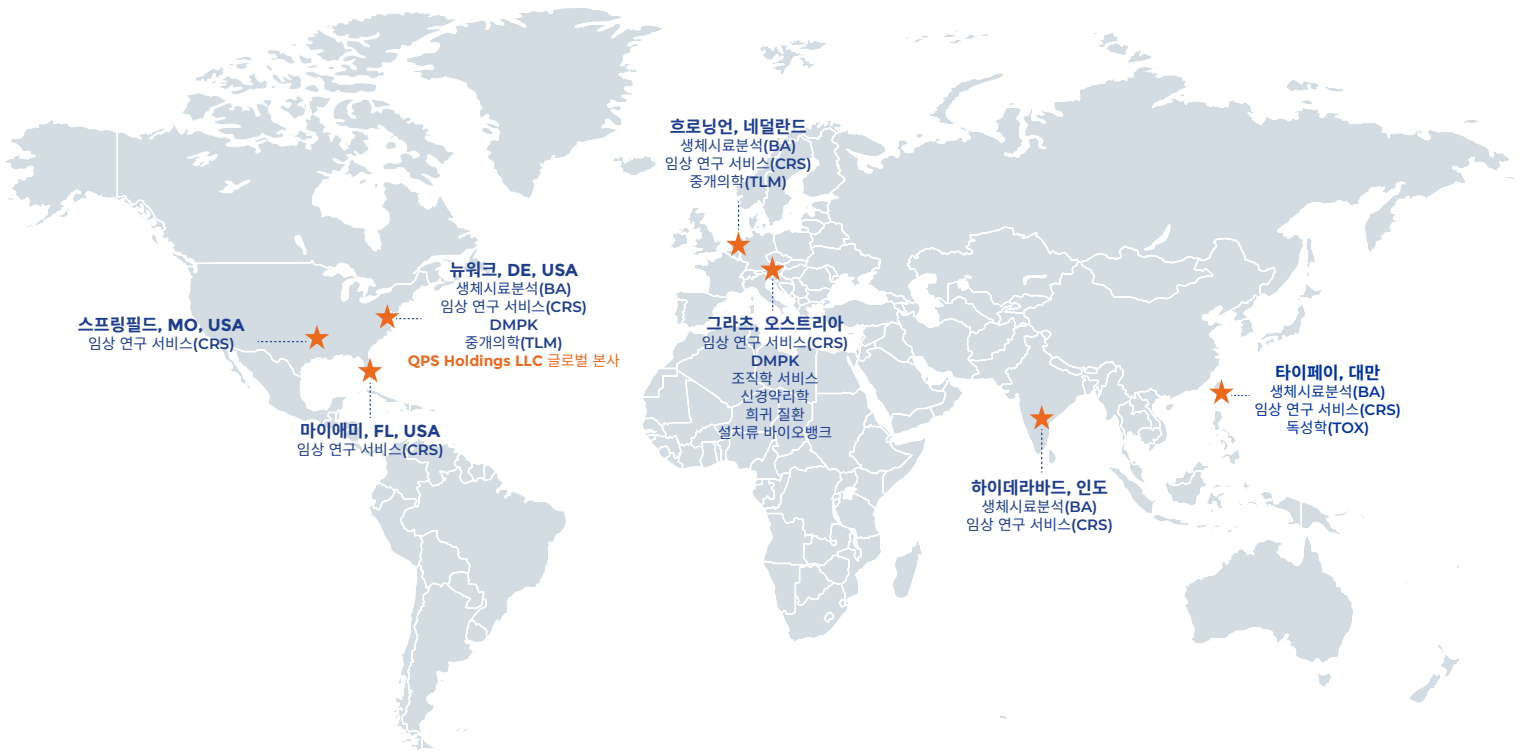 흐로닝언, 네덜란드
생체시료분석(BA)
임상 연구 서비스(CRS)
중개의학(TLM)
뉴워크, DE, USA
생체시료분석(BA)
임상 연구 서비스(CRS)
DMPK
중개의학(TLM)
QPS Holdings LLC 글로벌 본사
스프링필드, MO, USA
임상 연구 서비스(CRS)
마이애미, FL, USA
임상 연구 서비스(CRS)
그라츠, 오스트리아
임상 연구 서비스(CRS)
DMPK
조직학 서비스
신경약리학
희귀 질환
설치류 바이오뱅크
타이페이, 대만
생체시료분석(BA)
임상 연구 서비스(CRS)
독성학(TOX)
하이데라바드, 인도
생체시료분석(BA)
임상 연구 서비스(CRS)